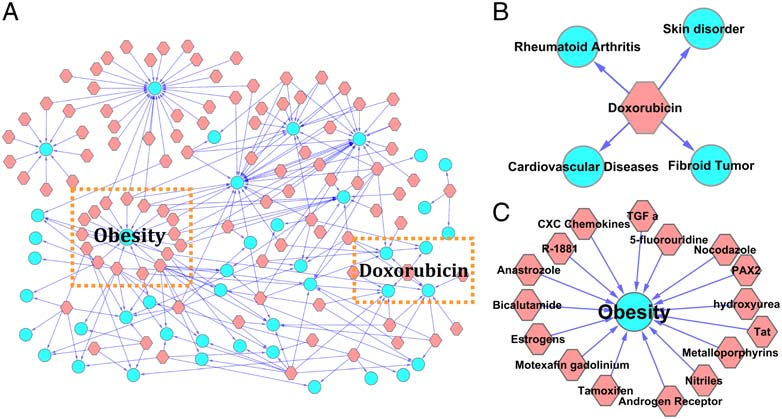 A
Obesity
Doxorubicin
B
Rheumatoid Arthritis
Skin disorder
Doxorubicin
Cardiovascular Diseases
Fibroid Tumor
C
CXC Chemokines
TGF a
5-fluorouridine
R-1881
Nocodazole
Anastrozole
PAX2
Bicalutamide
Obesity
hydroxyurea
Tat
Estrogens
Metalloporphyrins
Motexafin gadolinium
Nitriles
Tamoxifen
Androgen Receptor